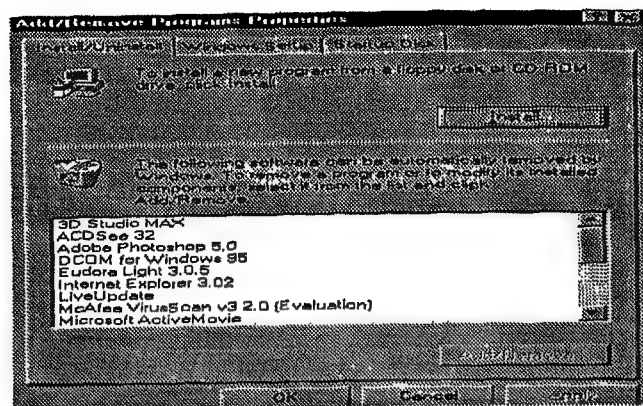 Add/Remove Programs Properties
Install/Uninstall Windows Setup Startup Disk
To install a new program from a floppy disk or CD-ROM
drive, click Install.
Install...
The following software can be automatically removed by
Windows. To remove a program or to modify its installed
components, select it from the list and click
Add/Remove.
3D Studio MAX
ACDSee 32
Adobe Photoshop 5.0
DCOM for Windows 95
Eudora Light 3.0.5
Internet Explorer 3.02
LiveUpdate
McAfee VirusScan v3 2.0 (Evaluation)
Microsoft ActiveMovie
Add/Remove...
OK Cancel Apply